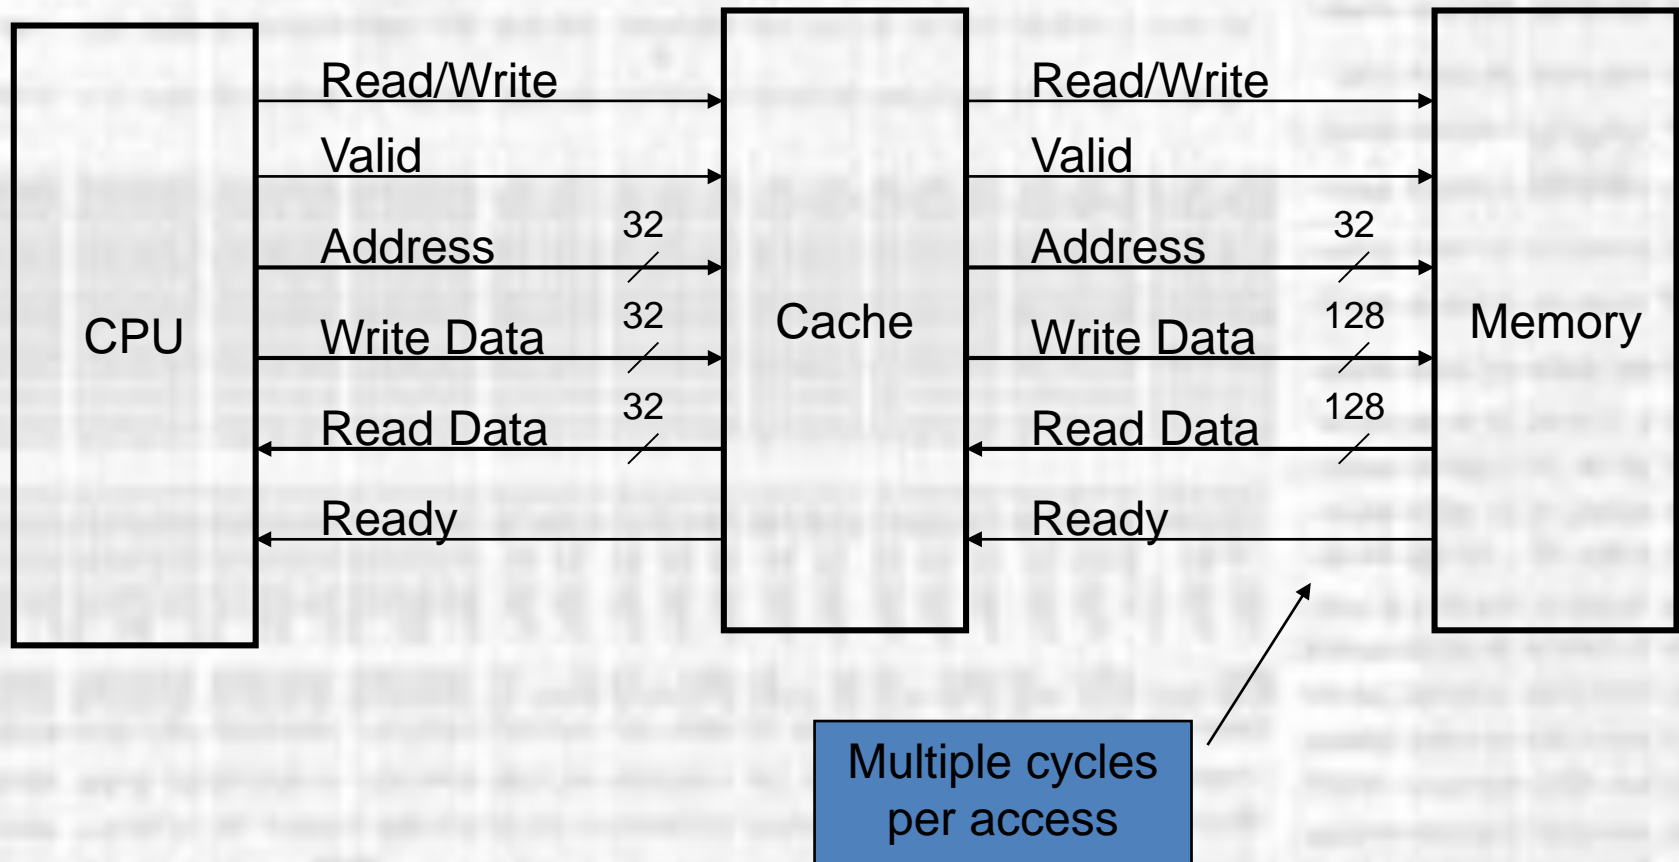 Read/Write
Valid
Address
32
Write Data
32
Read Data
32
Ready
CPU
Cache
Read/Write
Valid
Address
32
Write Data
128
Read Data
128
Ready
Memory
Multiple cycles
per access